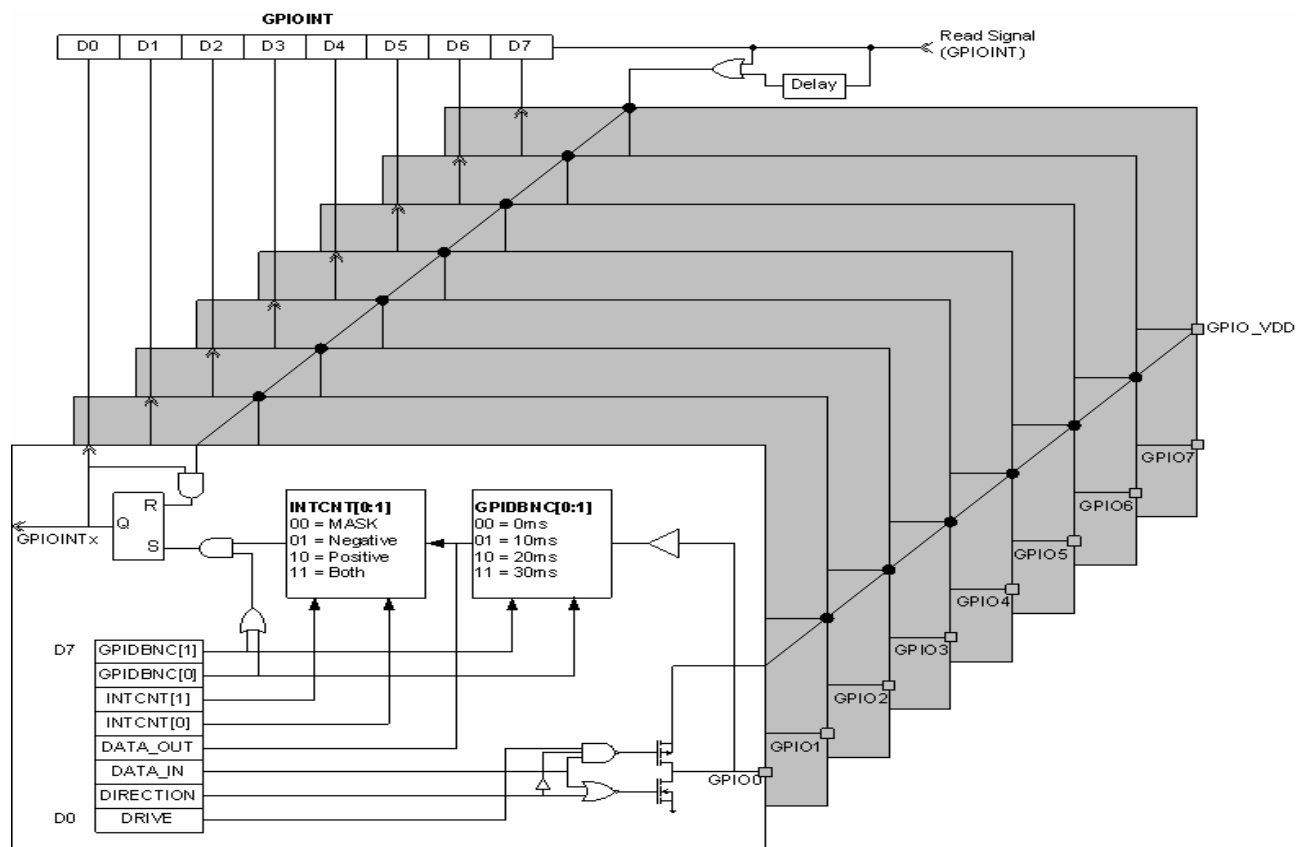 GPIOINT
D0 D1 D2 D3 D4 D5 D6 D7
Read Signal
(GPIOINT)
Delay
GPIO_VDD
GPIO7
GPIO6
GPIO5
GPIO4
GPIO3
GPIO2
GPIO1
GPIO0
R
Q
S
GPIOINTx
INTCNT[0:1]
00 = MASK
01 = Negative
10 = Positive
11 = Both
GPIDBNC[0:1]
00 = 0ms
01 = 10ms
10 = 20ms
11 = 30ms
D7 GPIDBNC[1]
GPIDBNC[0]
INTCNT[1]
INTCNT[0]
DATA_OUT
DATA_IN
DIRECTION
D0 DRIVE